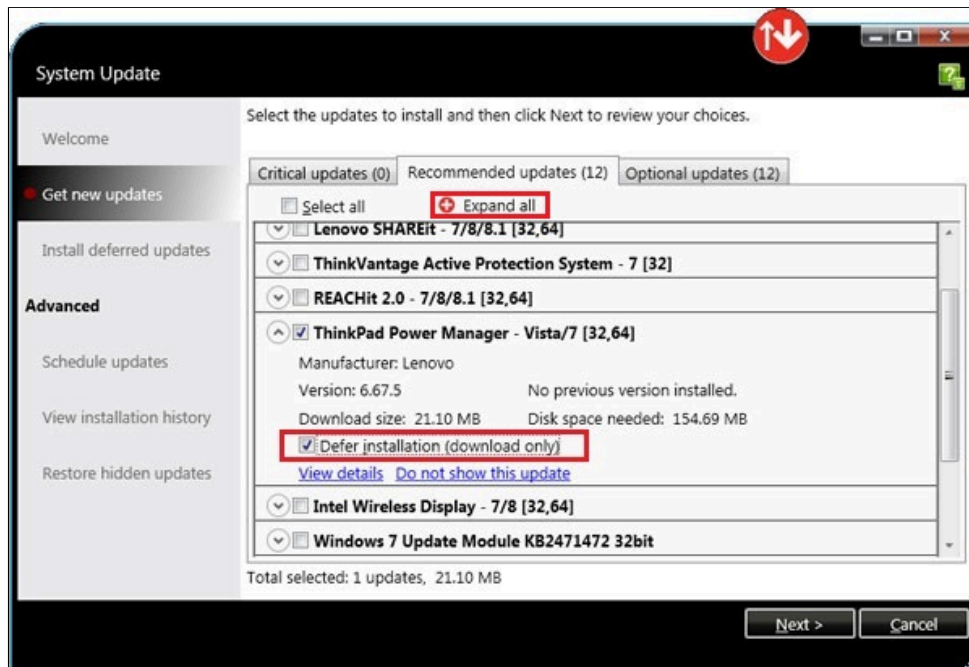 System Update
Welcome
Get new updates
Install deferred updates
Advanced
Schedule updates
View installation history
Restore hidden updates
Select the updates to install and then click Next to review your choices.
Critical updates (0) Recommended updates (12) Optional updates (12)
Select all Expand all
Lenovo SHAREit - 7/8/8.1 [32,64]
ThinkVantage Active Protection System - 7 [32]
REACHit 2.0 - 7/8/8.1 [32,64]
ThinkPad Power Manager - Vista/7 [32,64]
Manufacturer: Lenovo
Version: 6.67.5 No previous version installed.
Download size: 21.10 MB Disk space needed: 154.69 MB
Defer installation (download only)
View details Do not show this update
Intel Wireless Display - 7/8 [32,64]
Windows 7 Update Module KB2471472 32bit
Total selected: 1 updates, 21.10 MB
Next > Cancel